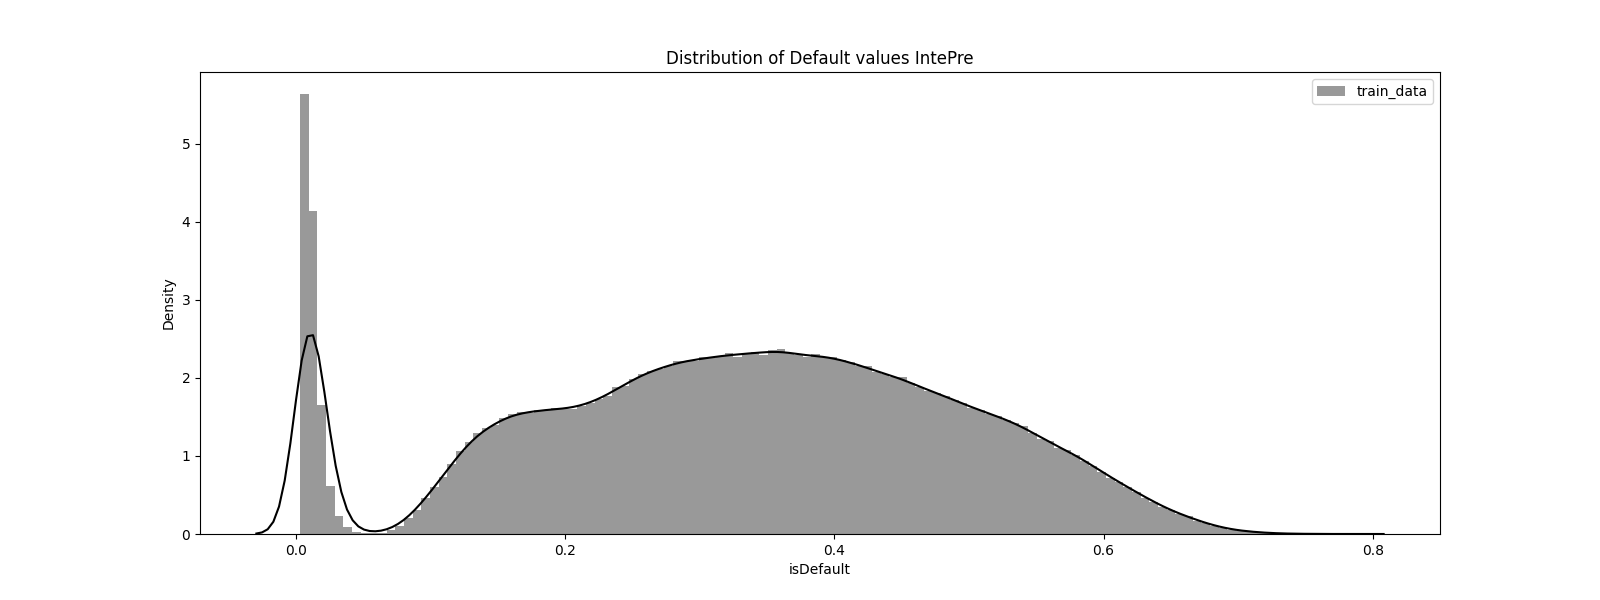 Distribution of Default values IntePre
train_data
Density
5
4
3
2
1
0
0.0 0.2 0.4 0.6 0.8
isDefault